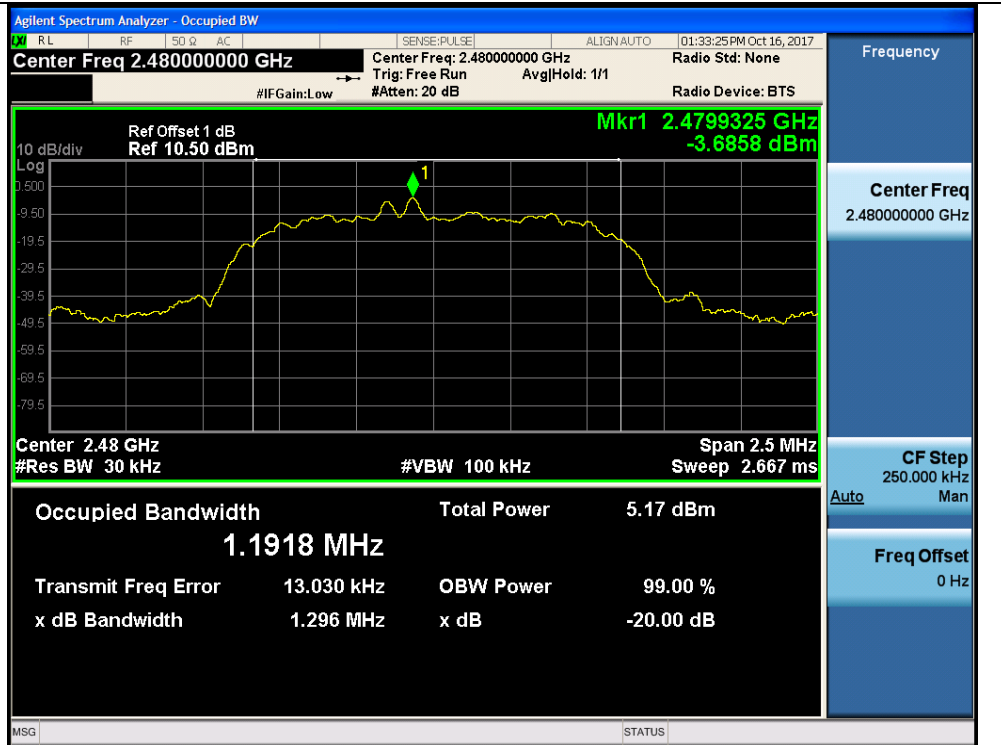 Agilent Spectrum Analyzer - Occupied BW
LXI RL RF 50 Ω AC SENSE:PULSE ALIGN AUTO 01:33:25 PM Oct 16, 2017
Center Freq 2.480000000 GHz
Center Freq: 2.480000000 GHz
Radio Std: None
Trig: Free Run Avg|Hold: 1/1
#IFGain:Low
#Atten: 20 dB
Radio Device: BTS
Frequency
Mkr1 2.4799325 GHz
-3.6858 dBm
Ref Offset 1 dB
10 dB/div Ref 10.50 dBm
Log
1
0.500
-9.50
-19.5
-29.5
-39.5
-49.5
-59.5
-69.5
-79.5
Center Freq
2.480000000 GHz
Center 2.48 GHz
Span 2.5 MHz
#Res BW 30 kHz
#VBW 100 kHz
Sweep 2.667 ms
CF Step
250.000 kHz
Auto Man
Occupied Bandwidth
1.1918 MHz
Total Power 5.17 dBm
Transmit Freq Error 13.030 kHz
OBW Power 99.00 %
x dB Bandwidth 1.296 MHz
x dB -20.00 dB
Freq Offset
0 Hz
MSG
STATUS